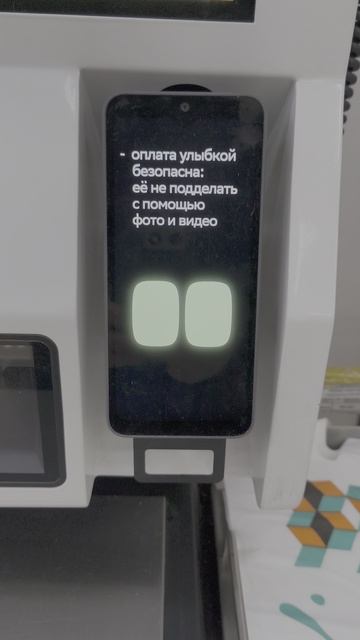 - оплата улыбкой
безопасна:
её не подделать
с помощью
фото и видео